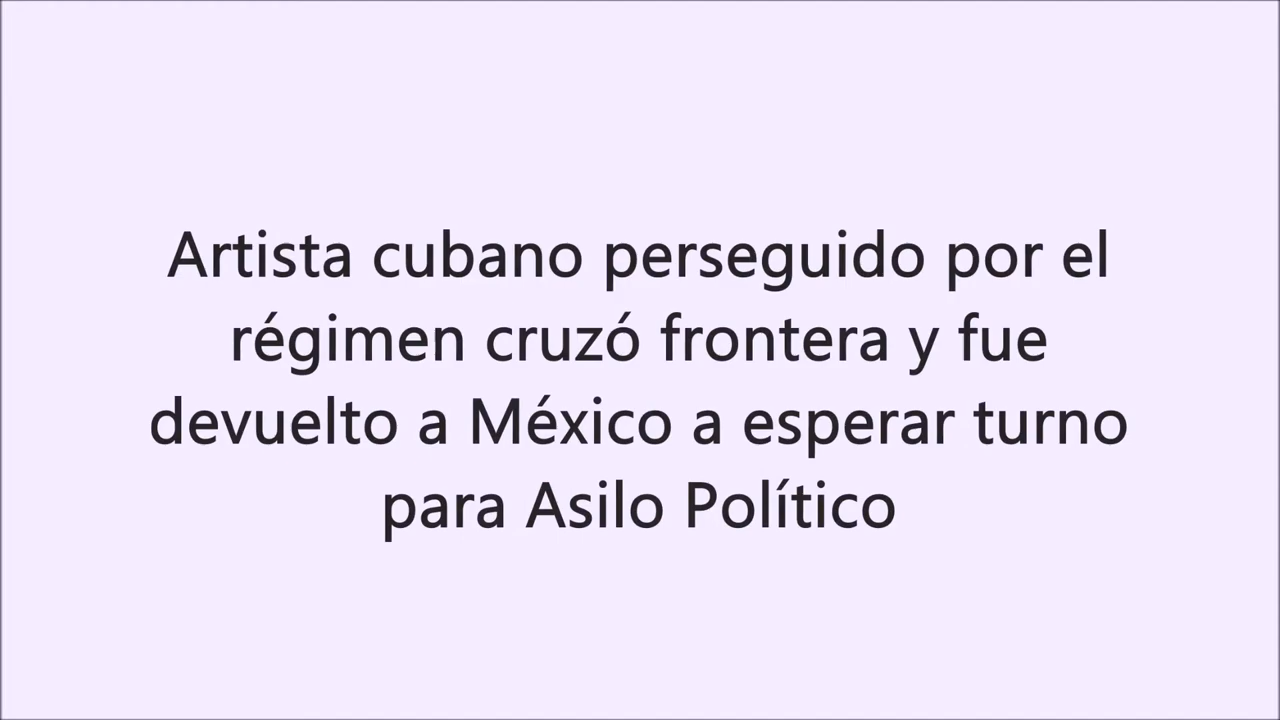 Artista cubano perseguido por el
régimen cruzó frontera y fue
devuelto a México a esperar turno
para Asilo Político